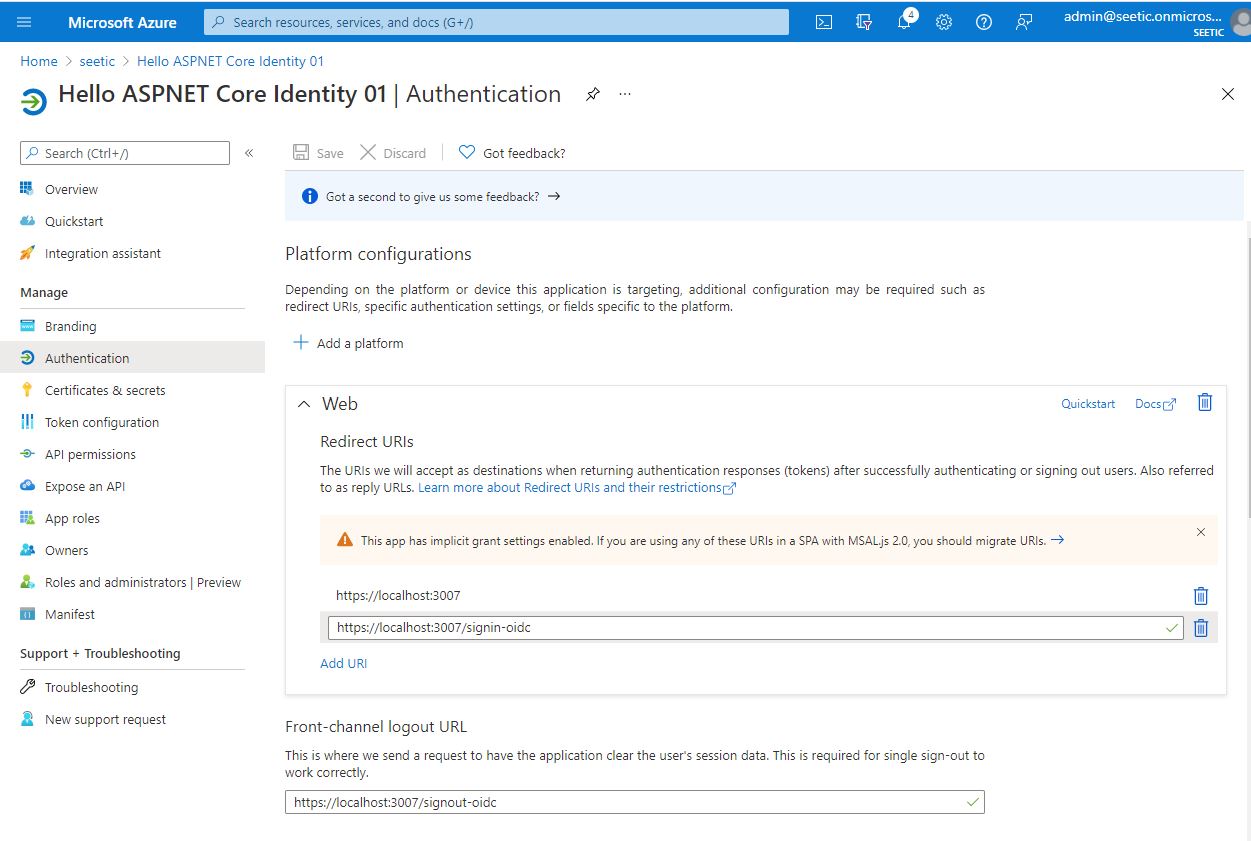 Microsoft Azure
Search resources, services, and docs (G+/)
4
admin@seetic.onmicros...
SEETIC
Home > seetic > Hello ASPNET Core Identity 01
Hello ASPNET Core Identity 01 | Authentication
...
Search (Ctrl+/)
«
Overview
Quickstart
Integration assistant
Manage
Branding
Authentication
Certificates & secrets
Token configuration
API permissions
Expose an API
App roles
Owners
Roles and administrators | Preview
Manifest
Support + Troubleshooting
Troubleshooting
New support request
Save
Discard
Got feedback?
Got a second to give us some feedback? →
Platform configurations
Depending on the platform or device this application is targeting, additional configuration may be required such as
redirect URIs, specific authentication settings, or fields specific to the platform.
+ Add a platform
Web
Quickstart
Docs
Redirect URIs
The URIs we will accept as destinations when returning authentication responses (tokens) after successfully authenticating or signing out users. Also referred
to as reply URLs. Learn more about Redirect URIs and their restrictions
This app has implicit grant settings enabled. If you are using any of these URIs in a SPA with MSAL.js 2.0, you should migrate URIs. →
https://localhost:3007
https://localhost:3007/signin-oidc
Add URI
Front-channel logout URL
This is where we send a request to have the application clear the user's session data. This is required for single sign-out to
work correctly.
https://localhost:3007/signout-oidc